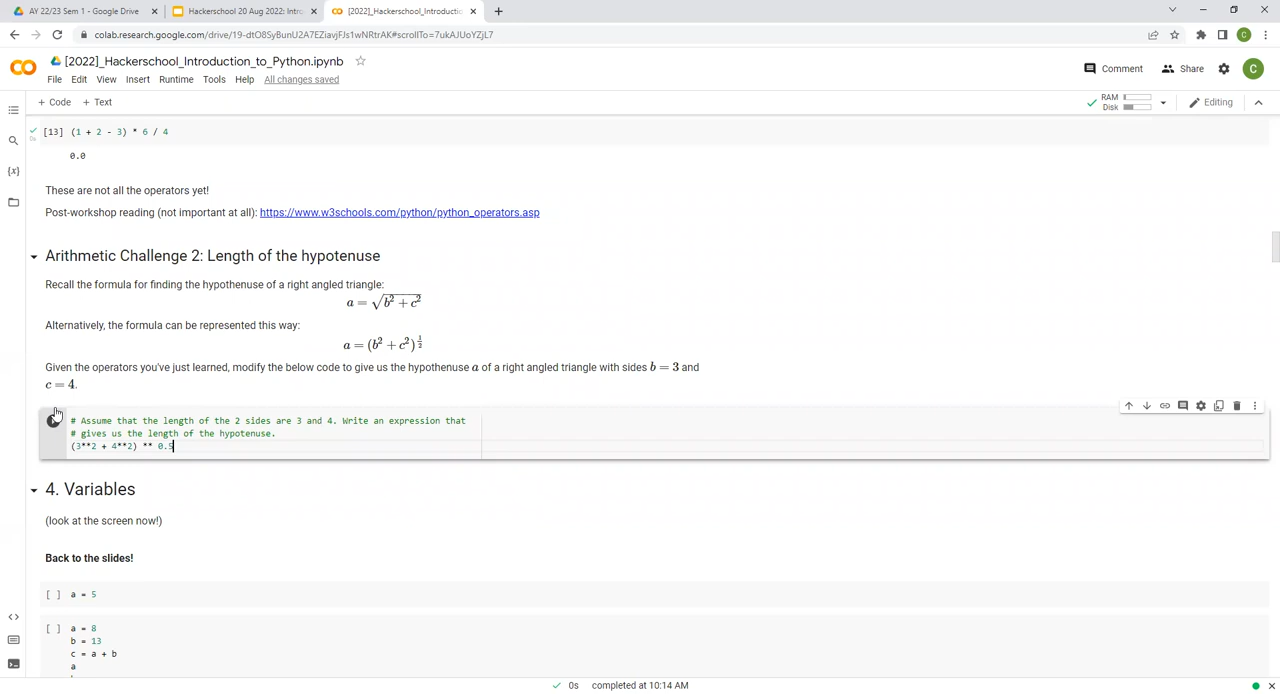 AY 22/23 Sem 1 - Google Drive
Hackerschool 20 Aug 2022: Intro
[2022]_Hackerschool_Introductio
colab.research.google.com/drive/19-dtO8SyBunU2A7EZiavjFJs1wNRtrAK#scrollTo=7ukAJUoYZjL7
[2022]_Hackerschool_Introduction_to_Python.ipynb
File Edit View Insert Runtime Tools Help All changes saved
Comment Share C
+ Code + Text
RAM
Disk
Editing
[13] (1 + 2 - 3) * 6 / 4
0s
0.0
These are not all the operators yet!
Post-workshop reading (not important at all): https://www.w3schools.com/python/python_operators.asp
Arithmetic Challenge 2: Length of the hypotenuse
Recall the formula for finding the hypothenuse of a right angled triangle:
a = √b² + c²
Alternatively, the formula can be represented this way:
a = (b² + c²)^½
Given the operators you've just learned, modify the below code to give us the hypothenuse a of a right angled triangle with sides b = 3 and
c = 4.
# Assume that the length of the 2 sides are 3 and 4. Write an expression that
# gives us the length of the hypotenuse.
(3**2 + 4**2) ** 0.5
4. Variables
(look at the screen now!)
Back to the slides!
[ ] a = 5
[ ] a = 8
b = 13
c = a + b
a
0s completed at 10:14 AM